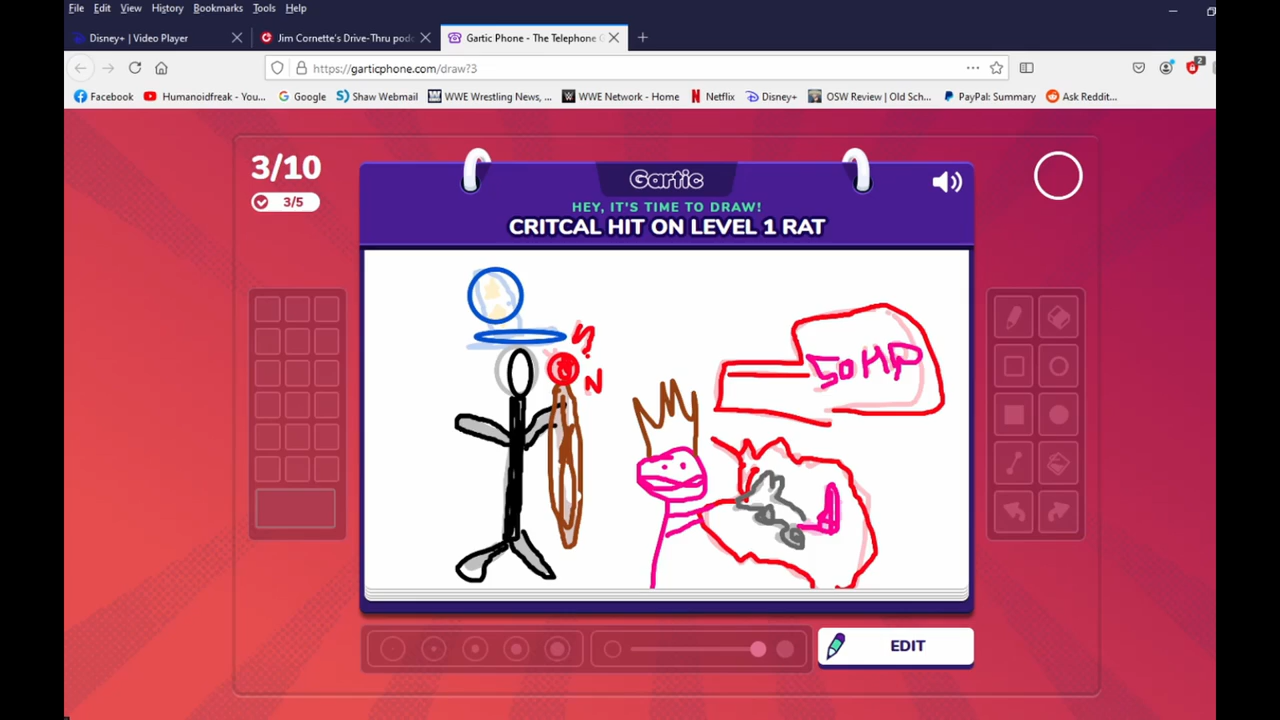 File Edit View History Bookmarks Tools Help
Disney+ | Video Player Jim Cornette's Drive-Thru pod Gartic Phone - The Telephone G
https://garticphone.com/draw?3
2
Facebook Humanoidfreak - You... Google Shaw Webmail WWE Wrestling News, ... WWE Network - Home Netflix Disney+ OSW Review | Old Sch... PayPal: Summary Ask Reddit...
3/10
3/5
Gartic
HEY, IT'S TIME TO DRAW!
CRITCAL HIT ON LEVEL 1 RAT
EDIT